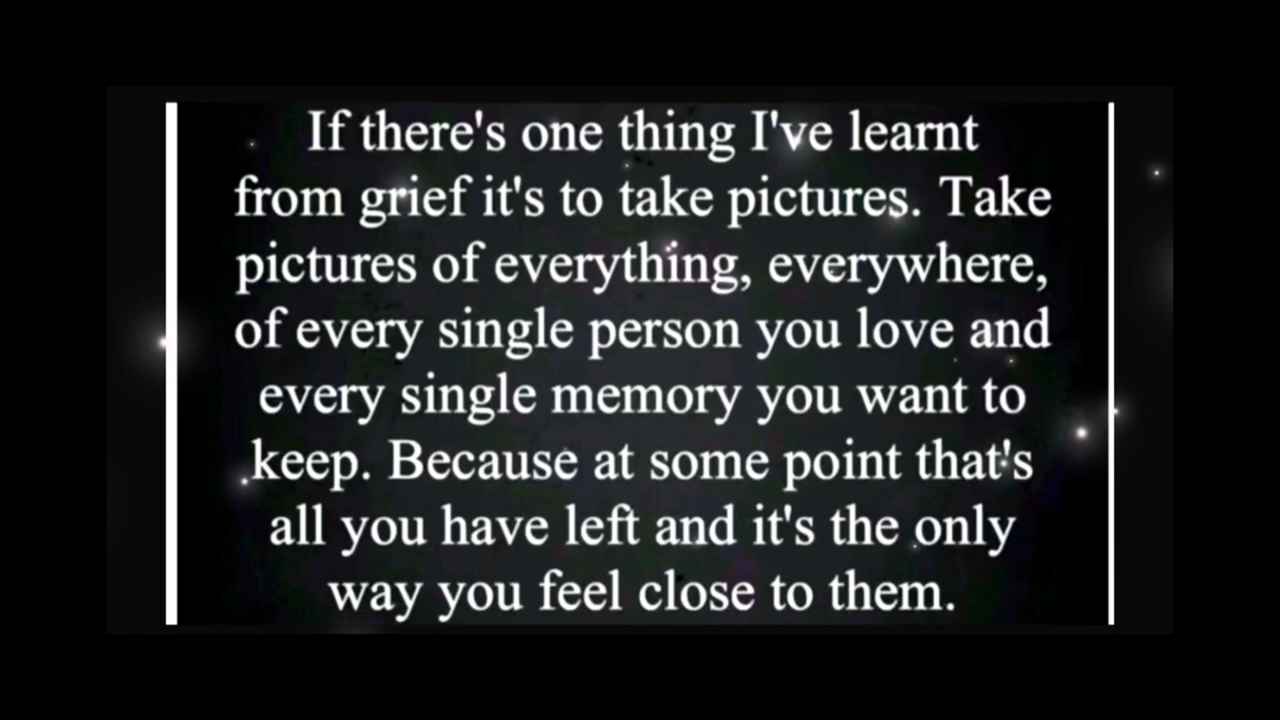 If there's one thing I've learnt
from grief it's to take pictures. Take
pictures of everything, everywhere,
of every single person you love and
every single memory you want to
keep. Because at some point that's
all you have left and it's the only
way you feel close to them.